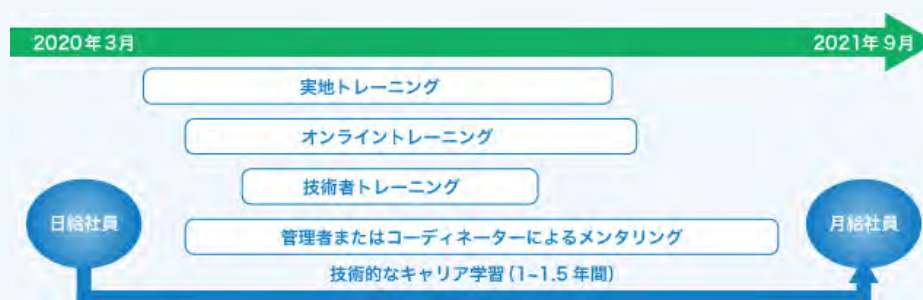 2020年3月
2021年9月
実地トレーニング
オンライントレーニング
技術者トレーニング
日給社員
月給社員
管理者またはコーディネーターによるメンタリング
技術的なキャリア学習(1~1.5 年間)